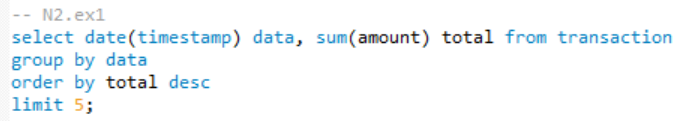 -- N2.ex1
select date(timestamp) data, sum(amount) total from transaction
group by data
order by total desc
limit 5;